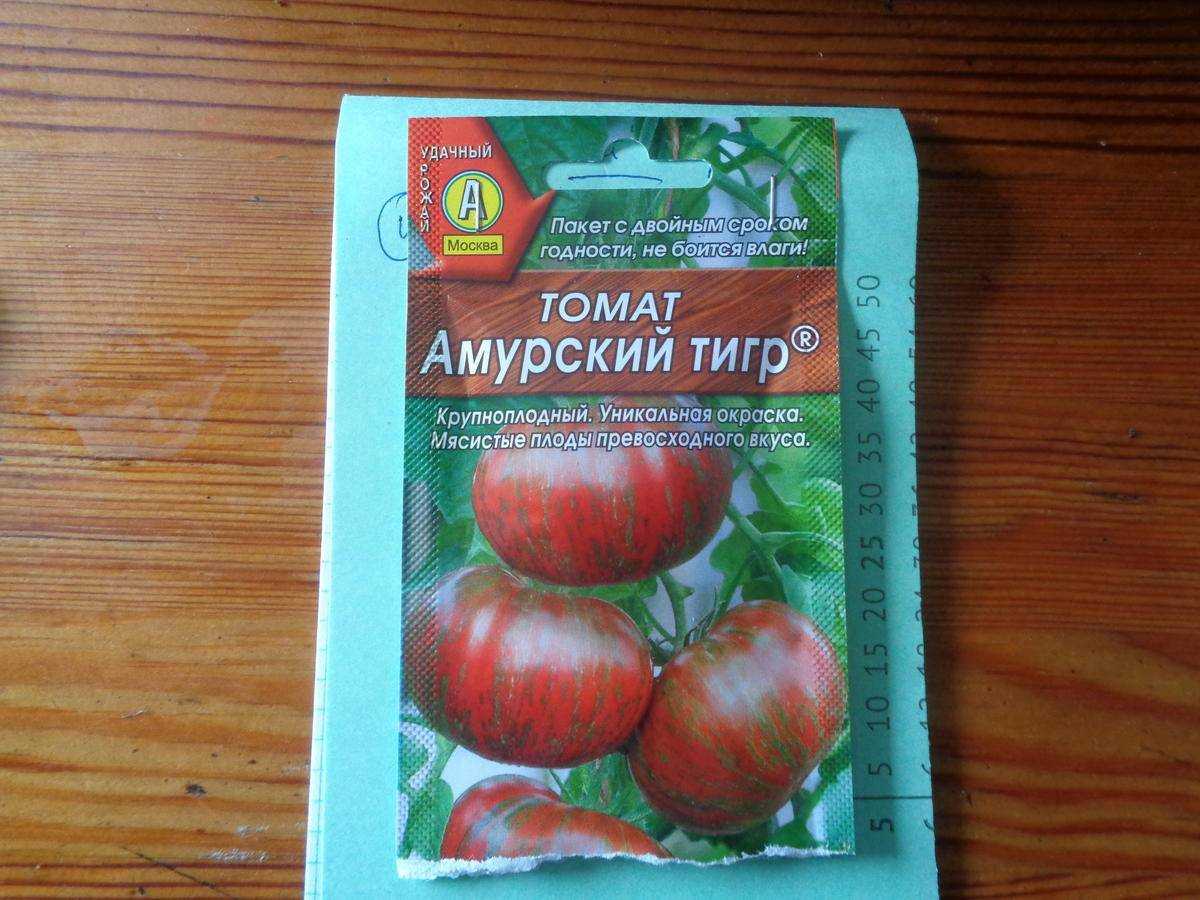 УДАЧНЫЙ
РОЖАЙ
А
Москва
Пакет с двойным сроком
годности, не боится влаги!
ТОМАТ
Амурский тигр®
Крупноплодный. Уникальная окраска.
Мясистые плоды превосходного вкуса.
5 | 5 10 15 20 25 30 35 40 45 50